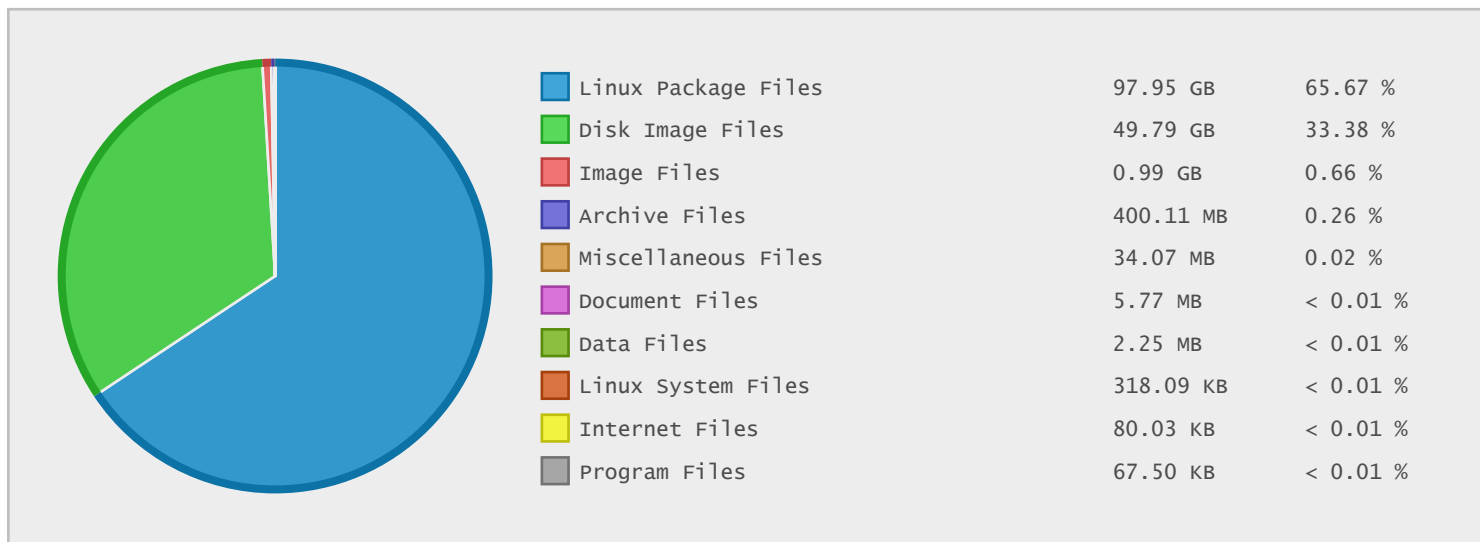 Linux Package Files 97.95 GB 65.67 %
Disk Image Files 49.79 GB 33.38 %
Image Files 0.99 GB 0.66 %
Archive Files 400.11 MB 0.26 %
Miscellaneous Files 34.07 MB 0.02 %
Document Files 5.77 MB < 0.01 %
Data Files 2.25 MB < 0.01 %
Linux System Files 318.09 KB < 0.01 %
Internet Files 80.03 KB < 0.01 %
Program Files 67.50 KB < 0.01 %